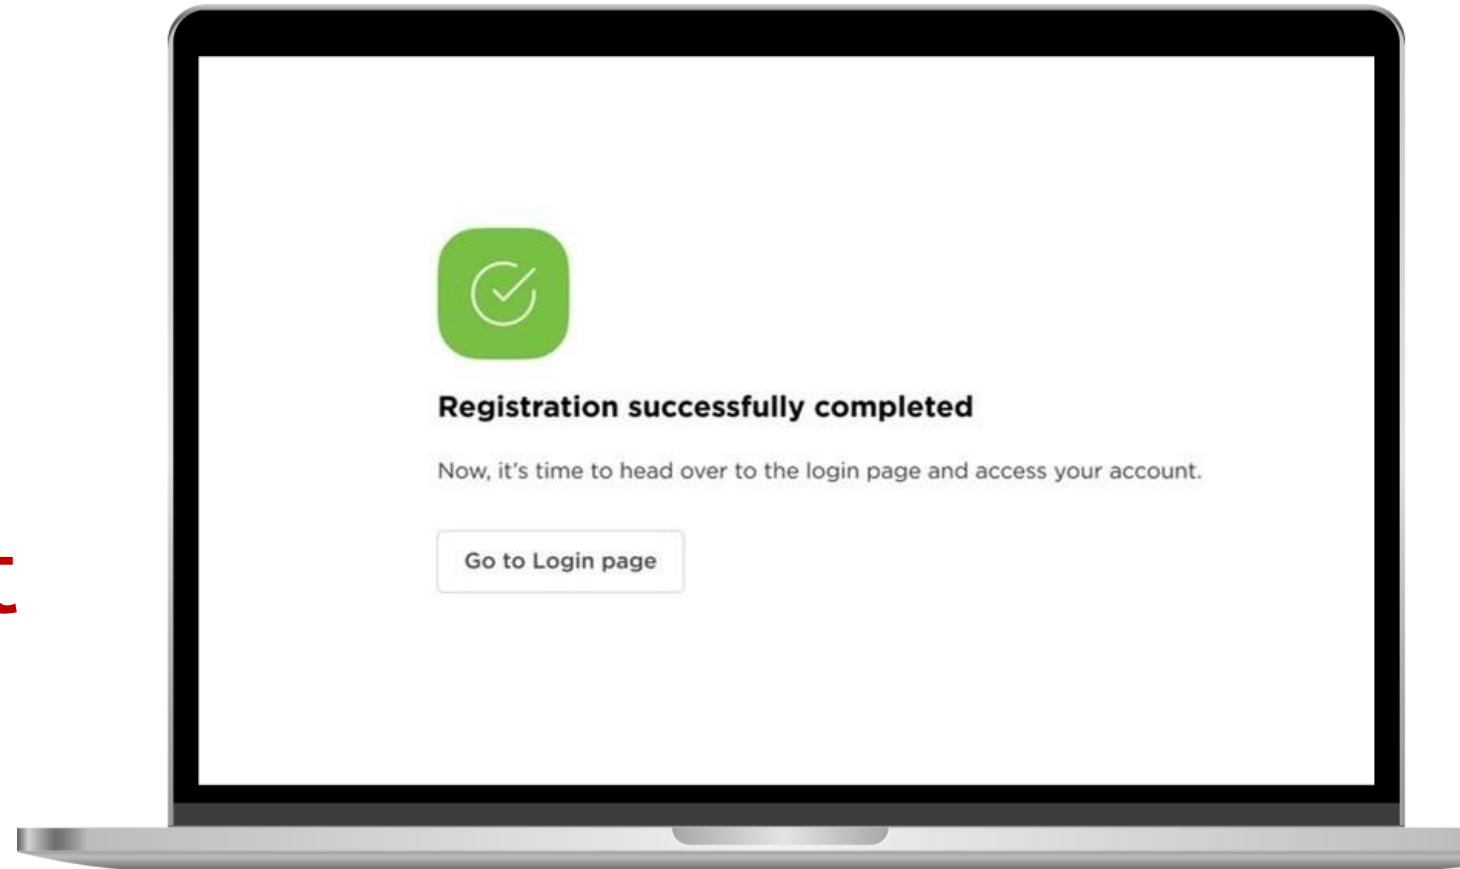 Registration successfully completed
Now, it's time to head over to the login page and access your account.
Go to Login page